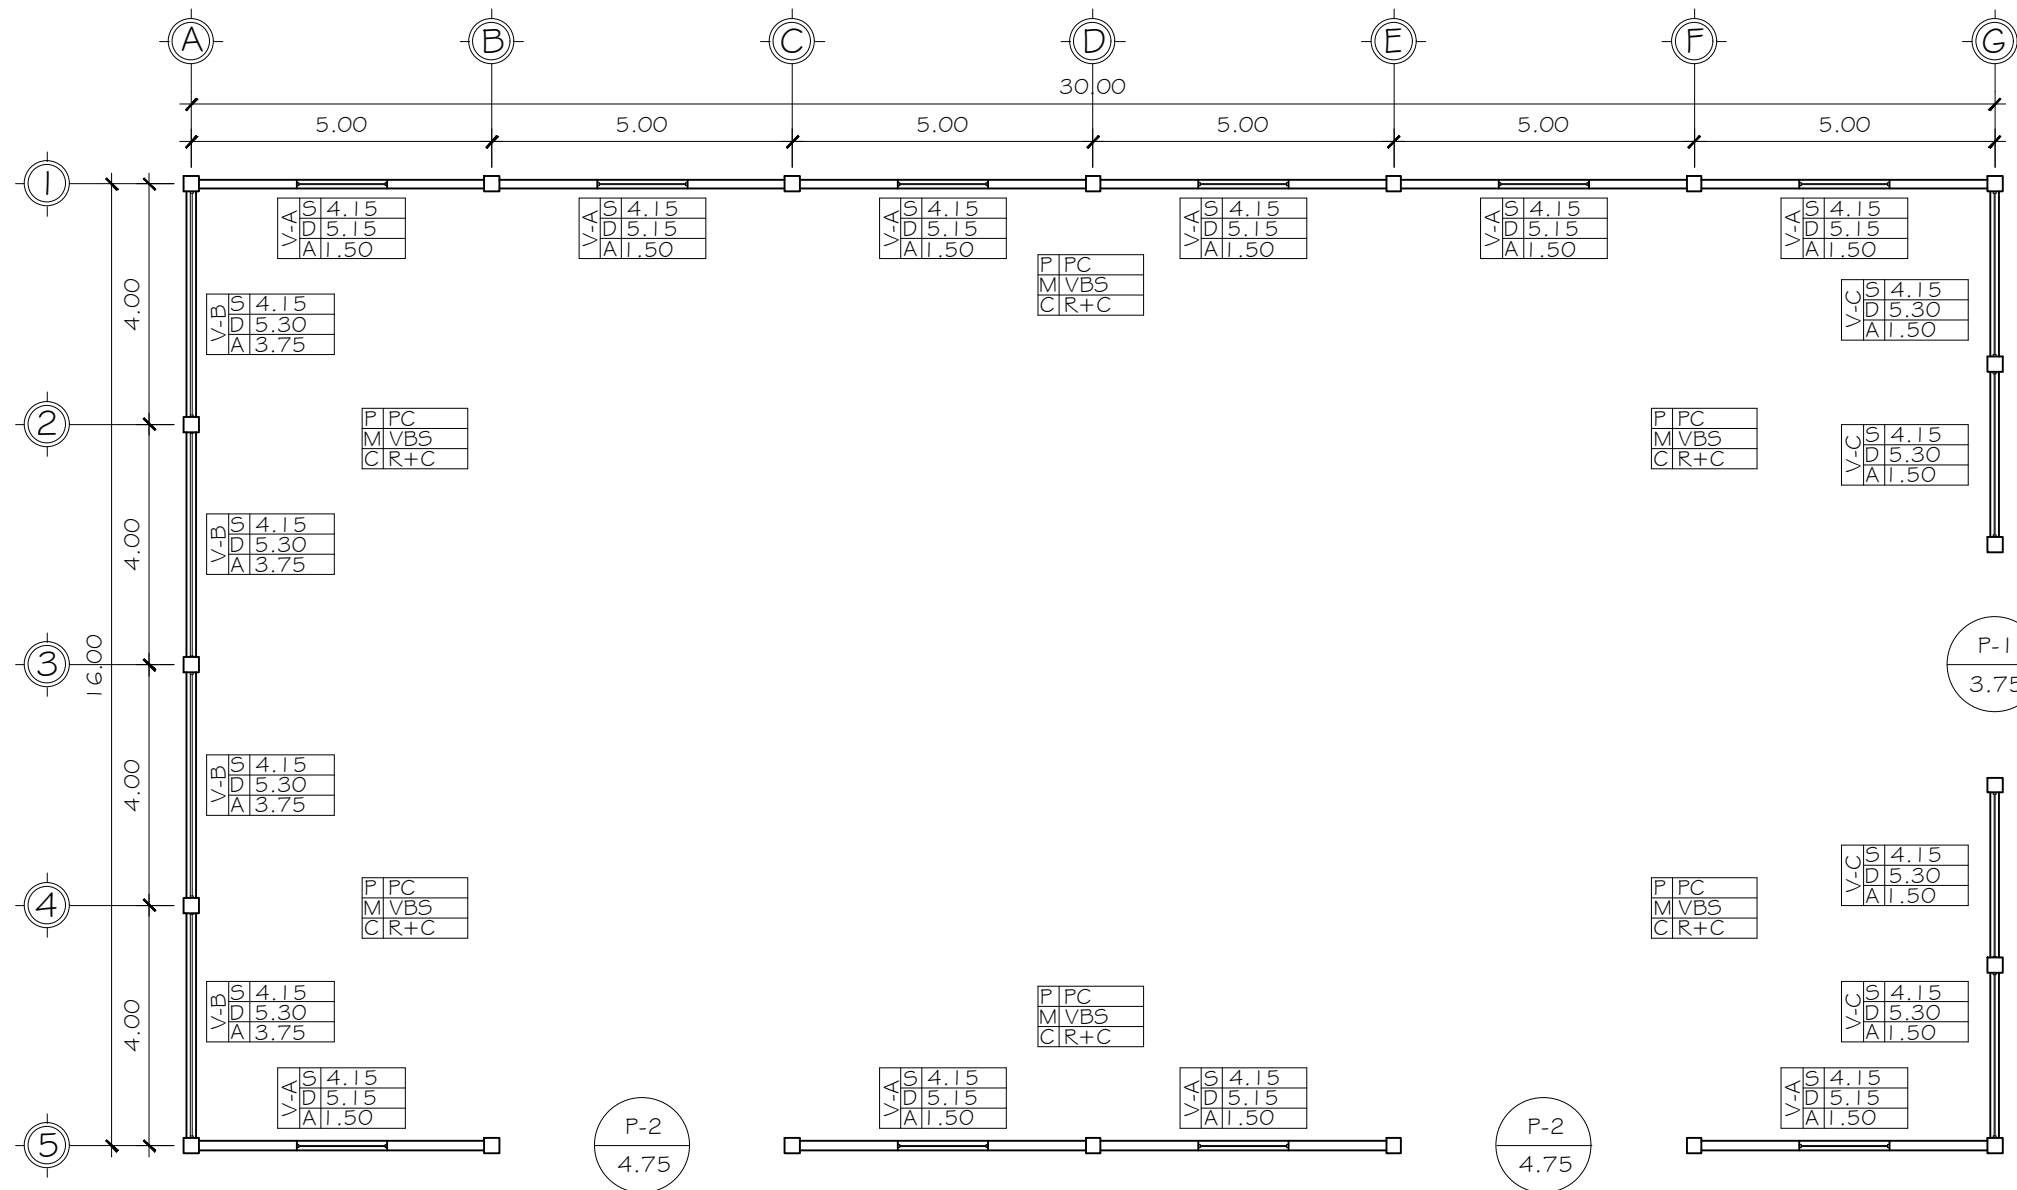 A B C D E F G
30.00
5.00 5.00 5.00 5.00 5.00 5.00
1
V-A S 4.15 D 5.15 A 1.50
V-A S 4.15 D 5.15 A 1.50
V-A S 4.15 D 5.15 A 1.50
V-A S 4.15 D 5.15 A 1.50
V-A S 4.15 D 5.15 A 1.50
V-A S 4.15 D 5.15 A 1.50
P PC
M VBS
C R+C
4.00
V-B S 4.15 D 5.30 A 3.75
V-C S 4.15 D 5.30 A 1.50
2
P PC
M VBS
C R+C
P PC
M VBS
C R+C
V-C S 4.15 D 5.30 A 1.50
4.00
V-B S 4.15 D 5.30 A 3.75
3
16.00
P-1
3.75
4.00
V-B S 4.15 D 5.30 A 3.75
4
P PC
M VBS
C R+C
P PC
M VBS
C R+C
V-C S 4.15 D 5.30 A 1.50
4.00
V-B S 4.15 D 5.30 A 3.75
P PC
M VBS
C R+C
V-C S 4.15 D 5.30 A 1.50
V-A S 4.15 D 5.15 A 1.50
V-A S 4.15 D 5.15 A 1.50
V-A S 4.15 D 5.15 A 1.50
V-A S 4.15 D 5.15 A 1.50
5
P-2
4.75
P-2
4.75